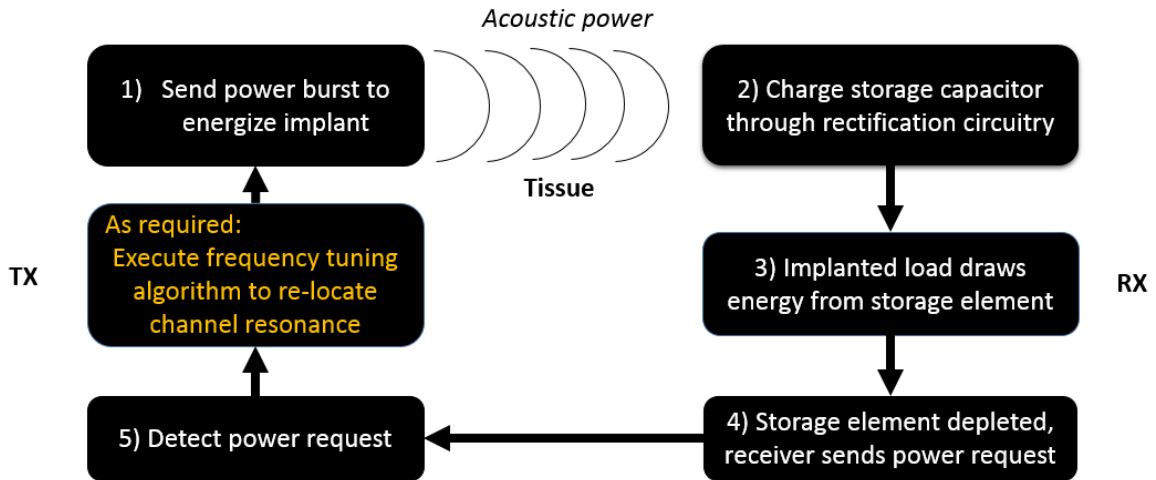 Acoustic power
1) Send power burst to
energize implant
2) Charge storage capacitor
through rectification circuitry
Tissue
As required:
Execute frequency tuning
algorithm to re-locate
channel resonance
TX
3) Implanted load draws
energy from storage element
RX
5) Detect power request
4) Storage element depleted,
receiver sends power request